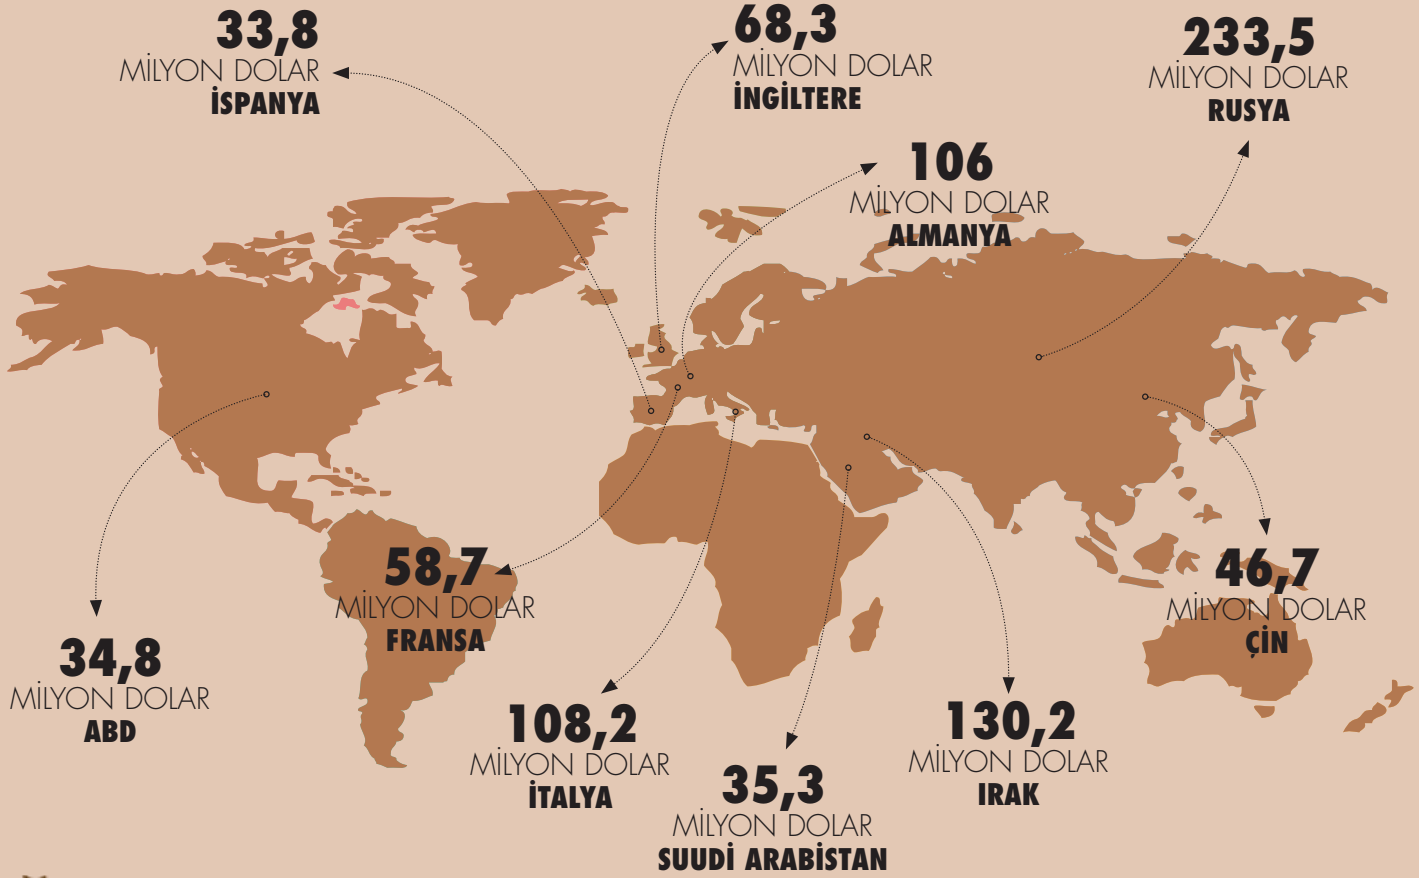 33,8
MİLYON DOLAR
İSPANYA
68,3
MİLYON DOLAR
İNGİLTERE
233,5
MİLYON DOLAR
RUSYA
106
MİLYON DOLAR
ALMANYA
58,7
MİLYON DOLAR
FRANSA
46,7
MİLYON DOLAR
ÇİN
34,8
MİLYON DOLAR
ABD
108,2
MİLYON DOLAR
İTALYA
130,2
MİLYON DOLAR
IRAK
35,3
MİLYON DOLAR
SUUDİ ARABİSTAN